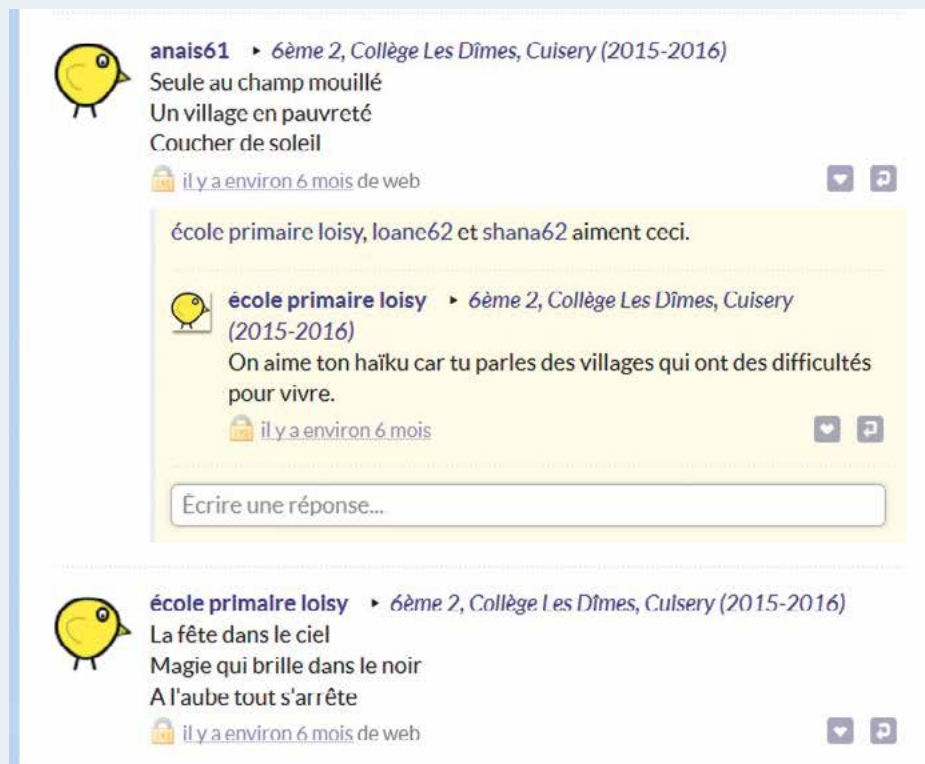 anais61 ‣ 6ème 2, Collège Les Dîmes, Cuisery (2015-2016)
Seule au champ mouillé
Un village en pauvreté
Coucher de soleil
il y a environ 6 mois de web
école primaire loisy, loane62 et shana62 aiment ceci.
école primaire loisy ‣ 6ème 2, Collège Les Dîmes, Cuisery
(2015-2016)
On aime ton haïku car tu parles des villages qui ont des difficultés
pour vivre.
il y a environ 6 mois
Écrire une réponse...
école primaire loisy ‣ 6ème 2, Collège Les Dîmes, Cuisery (2015-2016)
La fête dans le ciel
Magie qui brille dans le noir
A l'aube tout s'arrête
il y a environ 6 mois de web